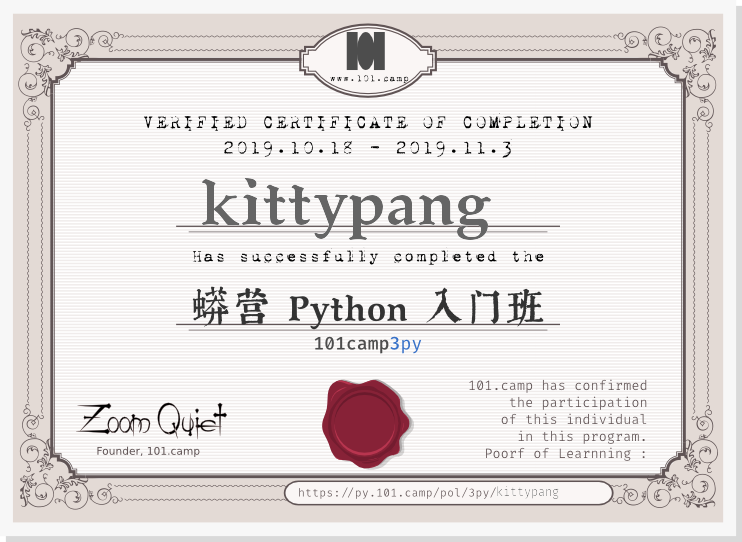 www.101.camp
VERIFIED CERTIFICATE OF COMPLETION
2019.10.18 - 2019.11.3
kittypang
Has successfully completed the
蟒营 Python 入门班
101camp3py
Zoom Quiet
Founder, 101.camp
101.camp has confirmed
the participation
of this individual
in this program.
Poorf of Learnning :
https://py.101.camp/pol/3py/kittypang